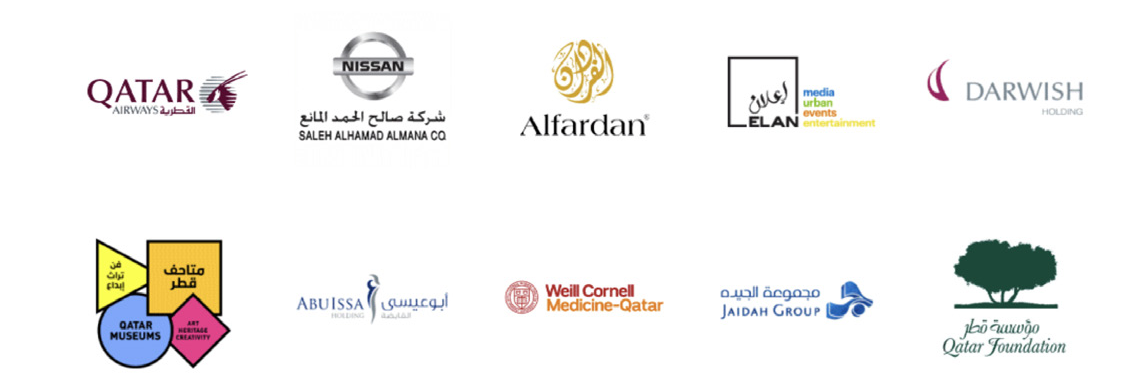 QATAR
AIRWAYS القطرية
NISSAN
شركة صالح الحمد المانع
SALEH ALHAMAD ALMANA CO.
الفردان
Alfardan®
إعلان
ELAN
media
urban
events
entertainment
DARWISH
HOLDING
فن
تراث
إبداع
متاحف
قطر
QATAR
MUSEUMS
ART
HERITAGE
CREATIVITY
ABUISSA أبوعيسى
HOLDING القابضة
Weill Cornell
Medicine-Qatar
مجموعة الجيده
JAIDAH GROUP
مؤسسة قطر
Qatar Foundation